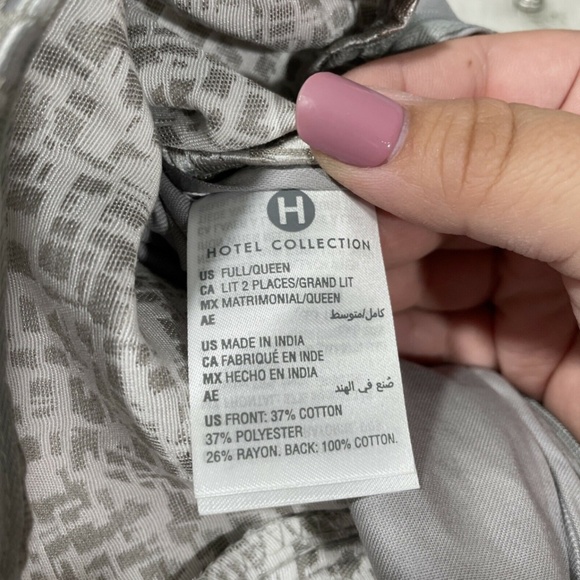 H
HOTEL COLLECTION
US FULL/QUEEN
CA LIT 2 PLACES/GRAND LIT
MX MATRIMONIAL/QUEEN
AE كامل/متوسط
US MADE IN INDIA
CA FABRIQUÉ EN INDE
MX HECHO EN INDIA
AE صُنع في الهند
US FRONT: 37% COTTON
37% POLYESTER
26% RAYON. BACK: 100% COTTON.